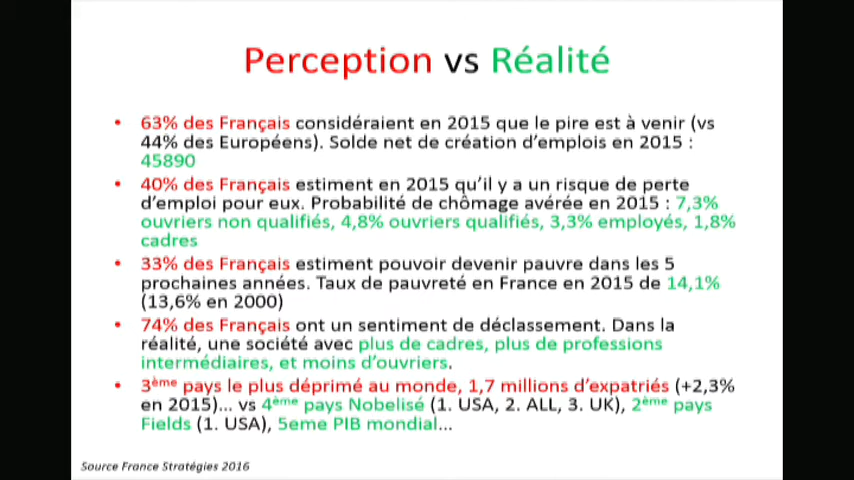 Perception vs Réalité
• 63% des Français considéraient en 2015 que le pire est à venir (vs
44% des Européens). Solde net de création d’emplois en 2015 :
45890
• 40% des Français estiment en 2015 qu’il y a un risque de perte
d’emploi pour eux. Probabilité de chômage avérée en 2015 : 7,3%
ouvriers non qualifiés, 4,8% ouvriers qualifiés, 3,3% employés, 1,8%
cadres
• 33% des Français estiment pouvoir devenir pauvre dans les 5
prochaines années. Taux de pauvreté en France en 2015 de 14,1%
(13,6% en 2000)
• 74% des Français ont un sentiment de déclassement. Dans la
réalité, une société avec plus de cadres, plus de professions
intermédiaires, et moins d’ouvriers.
• 3ème pays le plus déprimé au monde, 1,7 millions d’expatriés (+2,3%
en 2015)... vs 4ème pays Nobelisé (1. USA, 2. ALL, 3. UK), 2ème pays
Fields (1. USA), 5eme PIB mondial...
Source France Stratégies 2016